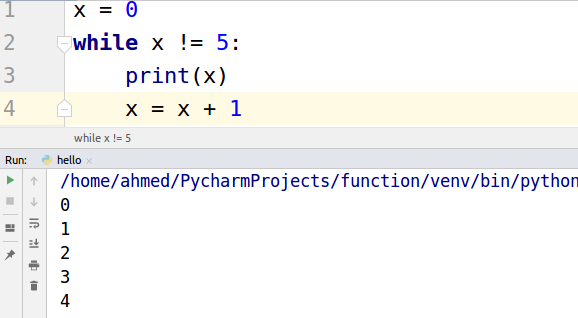 1 x = 0
2 while x != 5:
3     print(x)
4     x = x + 1
while x != 5
Run: hello ×
/home/ahmed/PycharmProjects/function/venv/bin/python
0
1
2
3
4